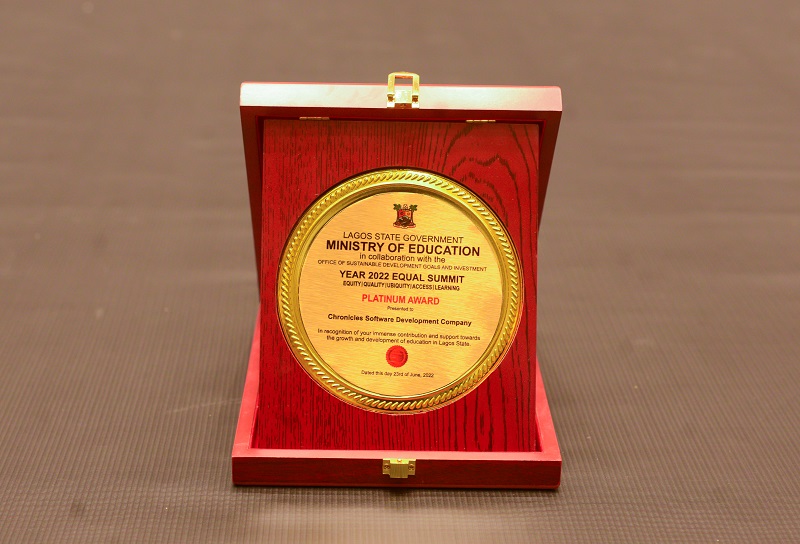 LAGOS STATE GOVERNMENT
MINISTRY OF EDUCATION
in collaboration with the
OFFICE OF SUSTAINABLE DEVELOPMENT GOALS AND INVESTMENT
YEAR 2022 EQUAL SUMMIT
EQUITY|QUALITY|UBIQUITY|ACCESS|LEARNING
PLATINUM AWARD
Presented to
Chronicles Software Development Company
In recognition of your immense contribution and support towards
the growth and development of education in Lagos State.
Dated this day 23rd of June, 2022